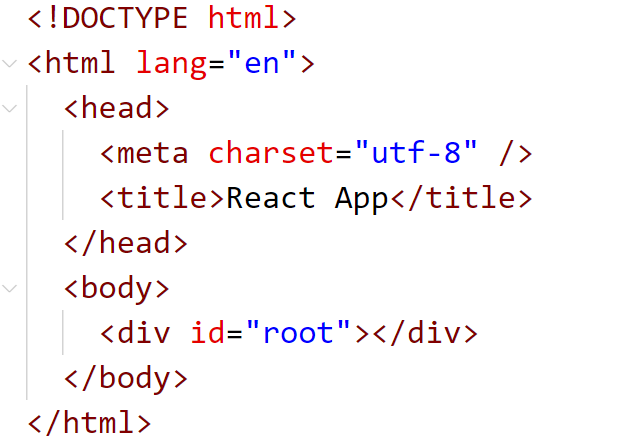 <!DOCTYPE html>
<html lang="en">
<head>
<meta charset="utf-8" />
<title>React App</title>
</head>
<body>
<div id="root"></div>
</body>
</html>